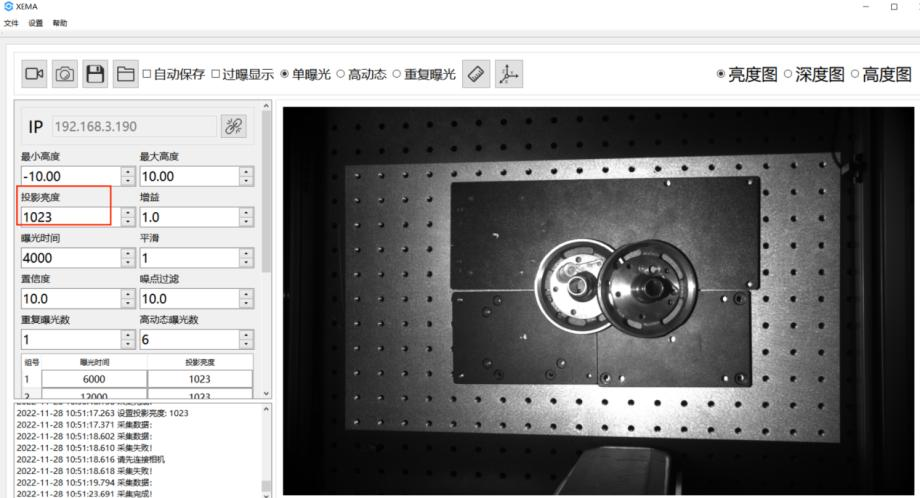 XEMA
文件 设置 帮助
自动保存 过曝显示 单曝光 高动态 重复曝光 亮度图 深度图 高度图
IP 192.168.3.190
最小高度 最大高度
-10.00 10.00
投影亮度 增益
1023 1.0
曝光时间 平滑
4000 1
置信度 噪点过滤
10.0 10.0
重复曝光数 高动态曝光数
1 6
组号 曝光时间 投影亮度
1 6000 1023
2 12000 1023
2022-11-28 10:51:17.263 设置投影亮度: 1023
2022-11-28 10:51:17.371 采集数据:
2022-11-28 10:51:18.602 采集数据:
2022-11-28 10:51:18.610 采集失败!
2022-11-28 10:51:18.616 请先连接相机
2022-11-28 10:51:18.618 采集失败!
2022-11-28 10:51:19.794 采集数据:
2022-11-28 10:51:23.691 采集完成!